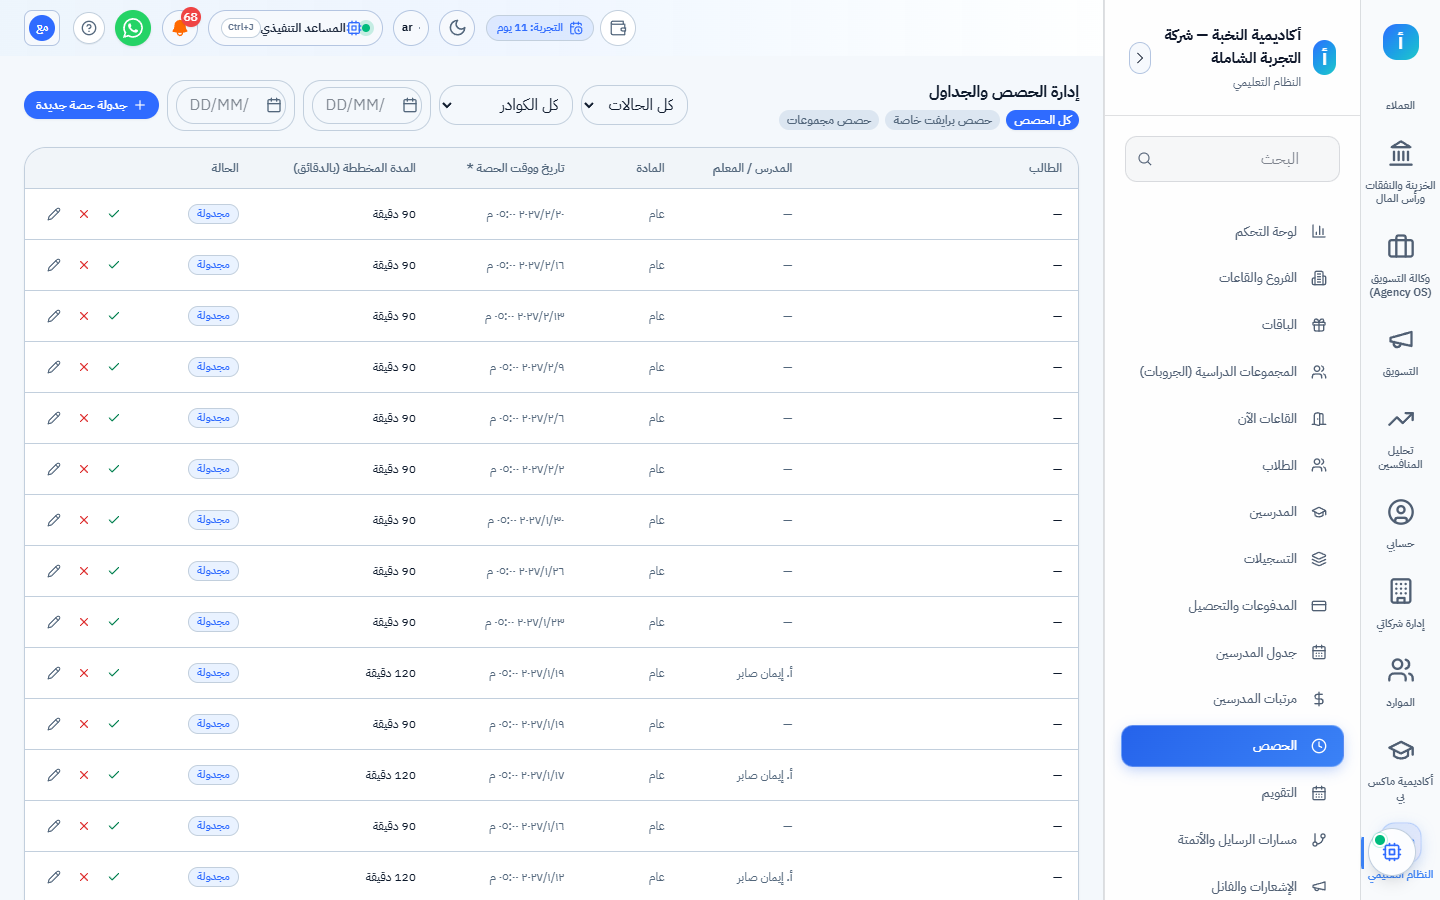 أ
العملاء
الخزينة والنفقات ورأس المال
وكالة التسويق (Agency OS)
التسويق
تحليل المنافسين
حسابي
إدارة شركاتي
الموارد
أكاديمية ماكس بي
أ
أكاديمية النخبة — شركة التجربة الشاملة
النظام التعليمي
البحث
لوحة التحكم
الفروع والقاعات
الباقات
المجموعات الدراسية (الجروبات)
القاعات الآن
الطلاب
المدرسين
التسجيلات
المدفوعات والتحصيل
جدول المدرسين
مرتبات المدرسين
الحصص
التقويم
مسارات الرسايل والأتمتة
الإشعارات والفانل
التجربة: 11 يوم
ar
المساعد التنفيذي Ctrl+J
68
مع
إدارة الحصص والجداول
كل الحصص
حصص برايفت خاصة
حصص مجموعات
كل الحالات
كل الكوادر
DD/MM/
DD/MM/
جدولة حصة جديدة
الطالب المدرس / المعلم المادة تاريخ ووقت الحصة * المدة المخططة (بالدقائق) الحالة
— — عام ٢٠٢٧/٢/٢٠ ٠٥:٠٠ م 90 دقيقة مجدولة
— — عام ٢٠٢٧/٢/١٦ ٠٥:٠٠ م 90 دقيقة مجدولة
— — عام ٢٠٢٧/٢/١٣ ٠٥:٠٠ م 90 دقيقة مجدولة
— — عام ٢٠٢٧/٢/٩ ٠٥:٠٠ م 90 دقيقة مجدولة
— — عام ٢٠٢٧/٢/٦ ٠٥:٠٠ م 90 دقيقة مجدولة
— — عام ٢٠٢٧/٢/٢ ٠٥:٠٠ م 90 دقيقة مجدولة
— — عام ٢٠٢٧/١/٣٠ ٠٥:٠٠ م 90 دقيقة مجدولة
— — عام ٢٠٢٧/١/٢٦ ٠٥:٠٠ م 90 دقيقة مجدولة
— — عام ٢٠٢٧/١/٢٣ ٠٥:٠٠ م 90 دقيقة مجدولة
— أ. إيمان صابر عام ٢٠٢٧/١/١٩ ٠٥:٠٠ م 120 دقيقة مجدولة
— — عام ٢٠٢٧/١/١٩ ٠٥:٠٠ م 90 دقيقة مجدولة
— أ. إيمان صابر عام ٢٠٢٧/١/١٧ ٠٥:٠٠ م 120 دقيقة مجدولة
— — عام ٢٠٢٧/١/١٦ ٠٥:٠٠ م 90 دقيقة مجدولة
— أ. إيمان صابر عام ٢٠٢٧/١/١٢ ٠٥:٠٠ م 120 دقيقة مجدولة